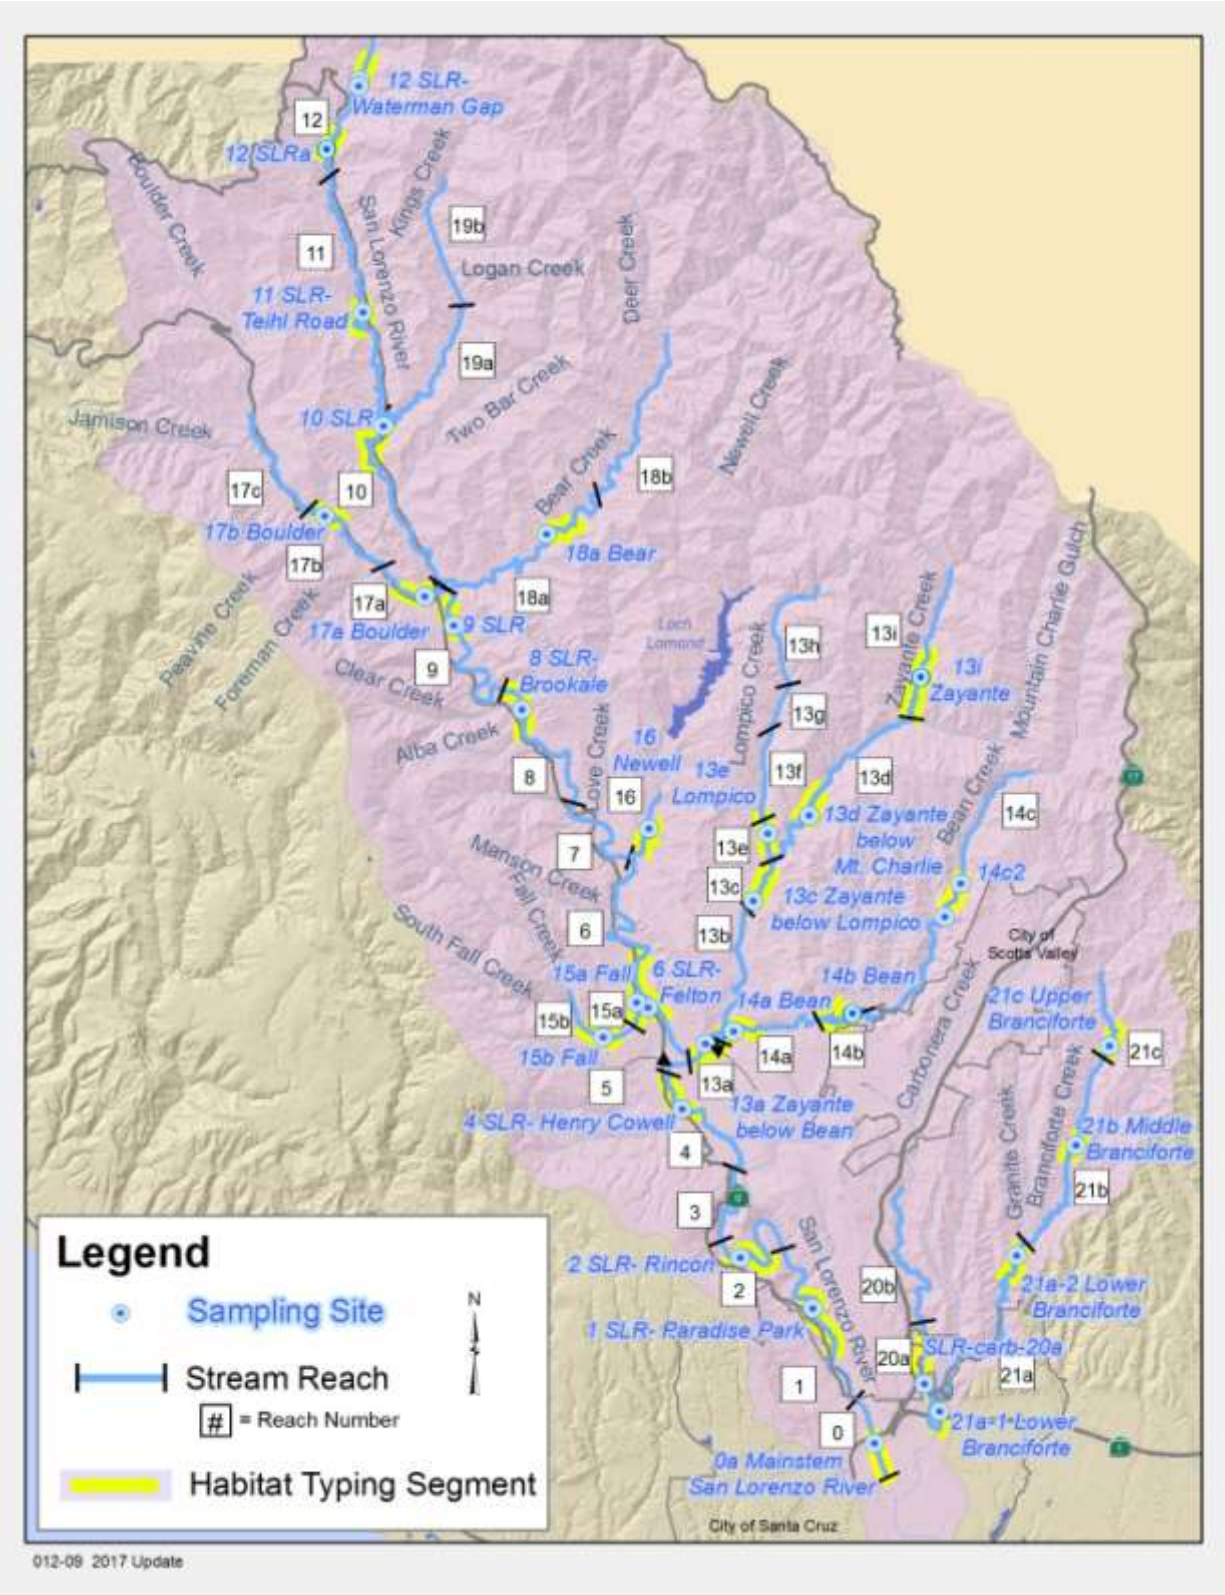 12 SLR-
Waterman Gap
12
12 SLRa
Kings Creek
Boulder Creek
San Lorenzo River
19b
11
Logan Creek
Deer Creek
11 SLR-
Teihl Road
19a
Two Bar Creek
Newell Creek
10 SLR
Jamison Creek
Bear Creek
18b
17c
10
17b Boulder
18a Bear
17b
Mountain Charlie Gulch
Peavine Creek
Foreman Creek
17a
18a
17a Boulder
9 SLR
Loch
Lomond
13h
13i
Zayante Creek
13i
Zayante
9
Clear Creek
8 SLR-
Brookale
Lompico Creek
13g
Alba Creek
Love Creek
16
Newell
8
16
13e
Lompico
13f
13d
Bean Creek
14c
13d Zayante
below
Mt. Charlie
17
7
13e
Manson Creek
14c2
13c
13c Zayante
below Lompico
Fall Creek
South Fall Creek
6
13b
City of
Scotts Valley
15a Fall
6 SLR-
Felton
14b Bean
14a Bean
Carbonera Creek
21c Upper
Branciforte
15b
15a
15b Fall
14a
14b
21c
5
13a
Granite Creek
Branciforte Creek
4 SLR- Henry Cowell
13a Zayante
below Bean
21b Middle
Branciforte
4
21b
3
San Lorenzo River
2 SLR- Rincon
2
20b
21a-2 Lower
Branciforte
1 SLR- Paradise Park
SLR-carb-20a
20a
21a
1
0
21a-1 Lower
Branciforte
0a Mainstem
San Lorenzo River
City of Santa Cruz
Legend
Sampling Site
N
Stream Reach
# = Reach Number
Habitat Typing Segment
012-09 2017 Update